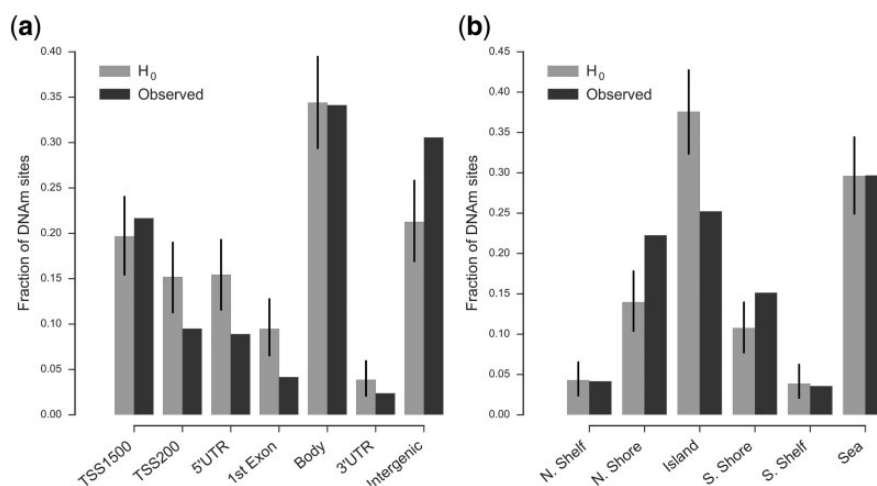 (a)
Fraction of DNAm sites
0.40
0.35
0.30
0.25
0.20
0.15
0.10
0.05
0.00
H₀
Observed
TSS1500
TSS200
5'UTR
1st Exon
Body
3'UTR
Intergenic
(b)
Fraction of DNAm sites
0.45
0.40
0.35
0.30
0.25
0.20
0.15
0.10
0.05
0.00
H₀
Observed
N. Shelf
N. Shore
Island
S. Shore
S. Shelf
Sea